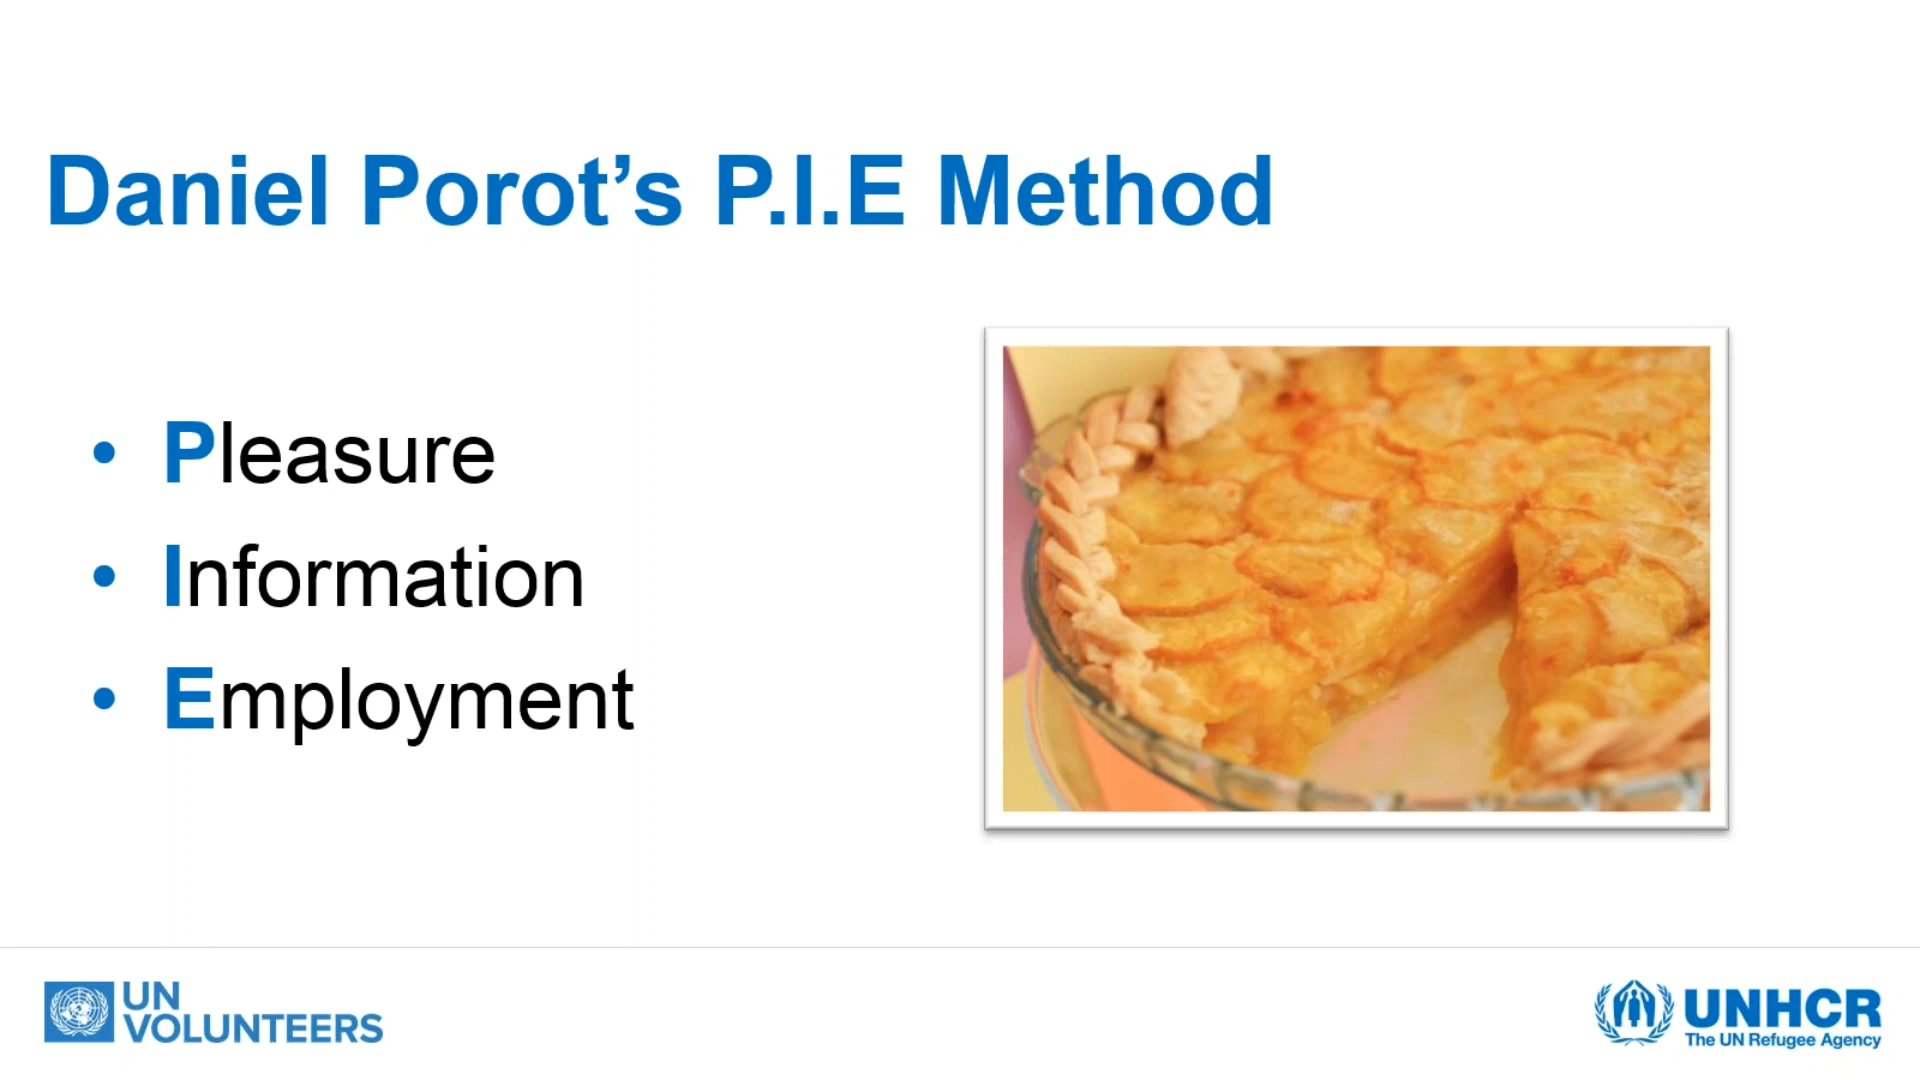 Daniel Porot’s P.I.E Method
• Pleasure
• Information
• Employment
UN
VOLUNTEERS
UNHCR
The UN Refugee Agency